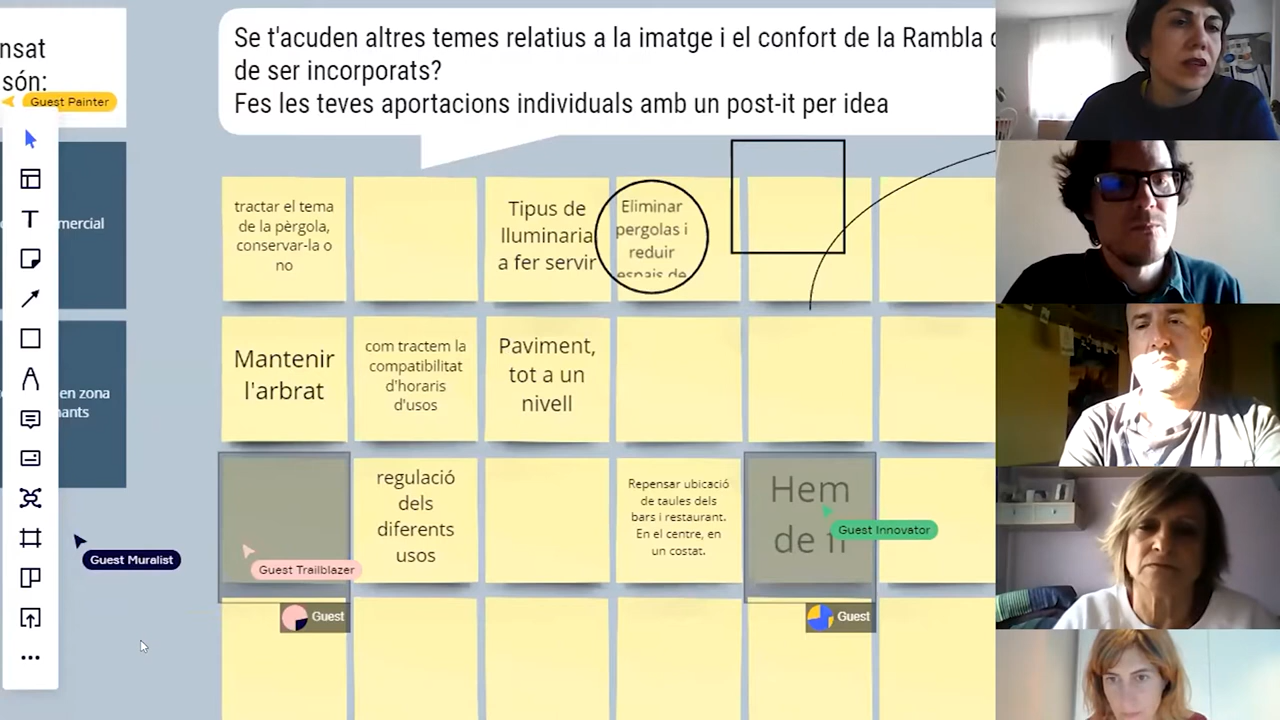 nsat
són:
Guest Painter
Se t'acuden altres temes relatius a la imatge i el confort de la Rambla
de ser incorporats?
Fes les teves aportacions individuals amb un post-it per idea
mercial
en zona
nants
tractar el tema
de la pèrgola,
conservar-la o
no
Tipus de
lluminaria
a fer servir
Eliminar
pergolas i
reduir
espais de
Mantenir
l'arbrat
com tractem la
compatibilitat
d'horaris
d'usos
Paviment,
tot a un
nivell
regulació
dels
diferents
usos
Repensar ubicació
de taules dels
bars i restaurant.
En el centre, en
un costat.
Hem
de
Guest Innovator
Guest Trailblazer
Guest Muralist
Guest
Guest